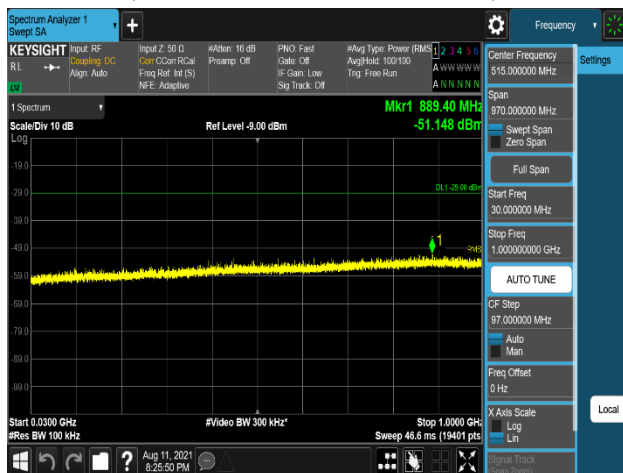 Spectrum Analyzer 1
Swept SA
Frequency
KEYSIGHT
RL
Input: RF
Coupling: DC
Align: Auto
Input Z: 50 Ω
Corr CCorr RCal
Freq Ref: Int (S)
NFE: Adaptive
#Atten: 16 dB
Preamp: Off
PNO: Fast
Gate: Off
IF Gain: Low
Sig Track: Off
#Avg Type: Power (RMS
Avg|Hold: 100/100
Trig: Free Run
1 2 3 4 5 6
A W W W W W
A N N N N N
1 Spectrum
Scale/Div 10 dB
Log
Ref Level -9.00 dBm
Mkr1 889.40 MHz
-51.148 dBm
-19.0
-29.0
-39.0
-49.0
-59.0
-69.0
-79.0
-89.0
-99.0
DL1 -29.00 dBm
1
RMS
Start 0.0300 GHz
#Res BW 100 kHz
#Video BW 300 kHz*
Stop 1.0000 GHz
Sweep 46.6 ms (19401 pts
Aug 11, 2021
8:25:50 PM
Center Frequency
515.000000 MHz
Span
970.000000 MHz
Swept Span
Zero Span
Full Span
Start Freq
30.000000 MHz
Stop Freq
1.000000000 GHz
AUTO TUNE
CF Step
97.000000 MHz
Auto
Man
Freq Offset
0 Hz
X Axis Scale
Log
Lin
Signal Track
(Span Zoom)
Settings
Local